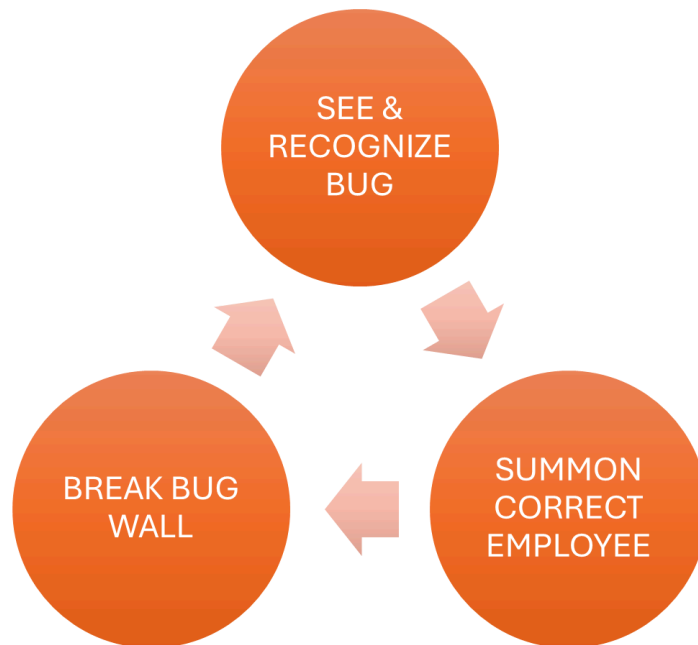 SEE &
RECOGNIZE
BUG
SUMMON
CORRECT
EMPLOYEE
BREAK BUG
WALL